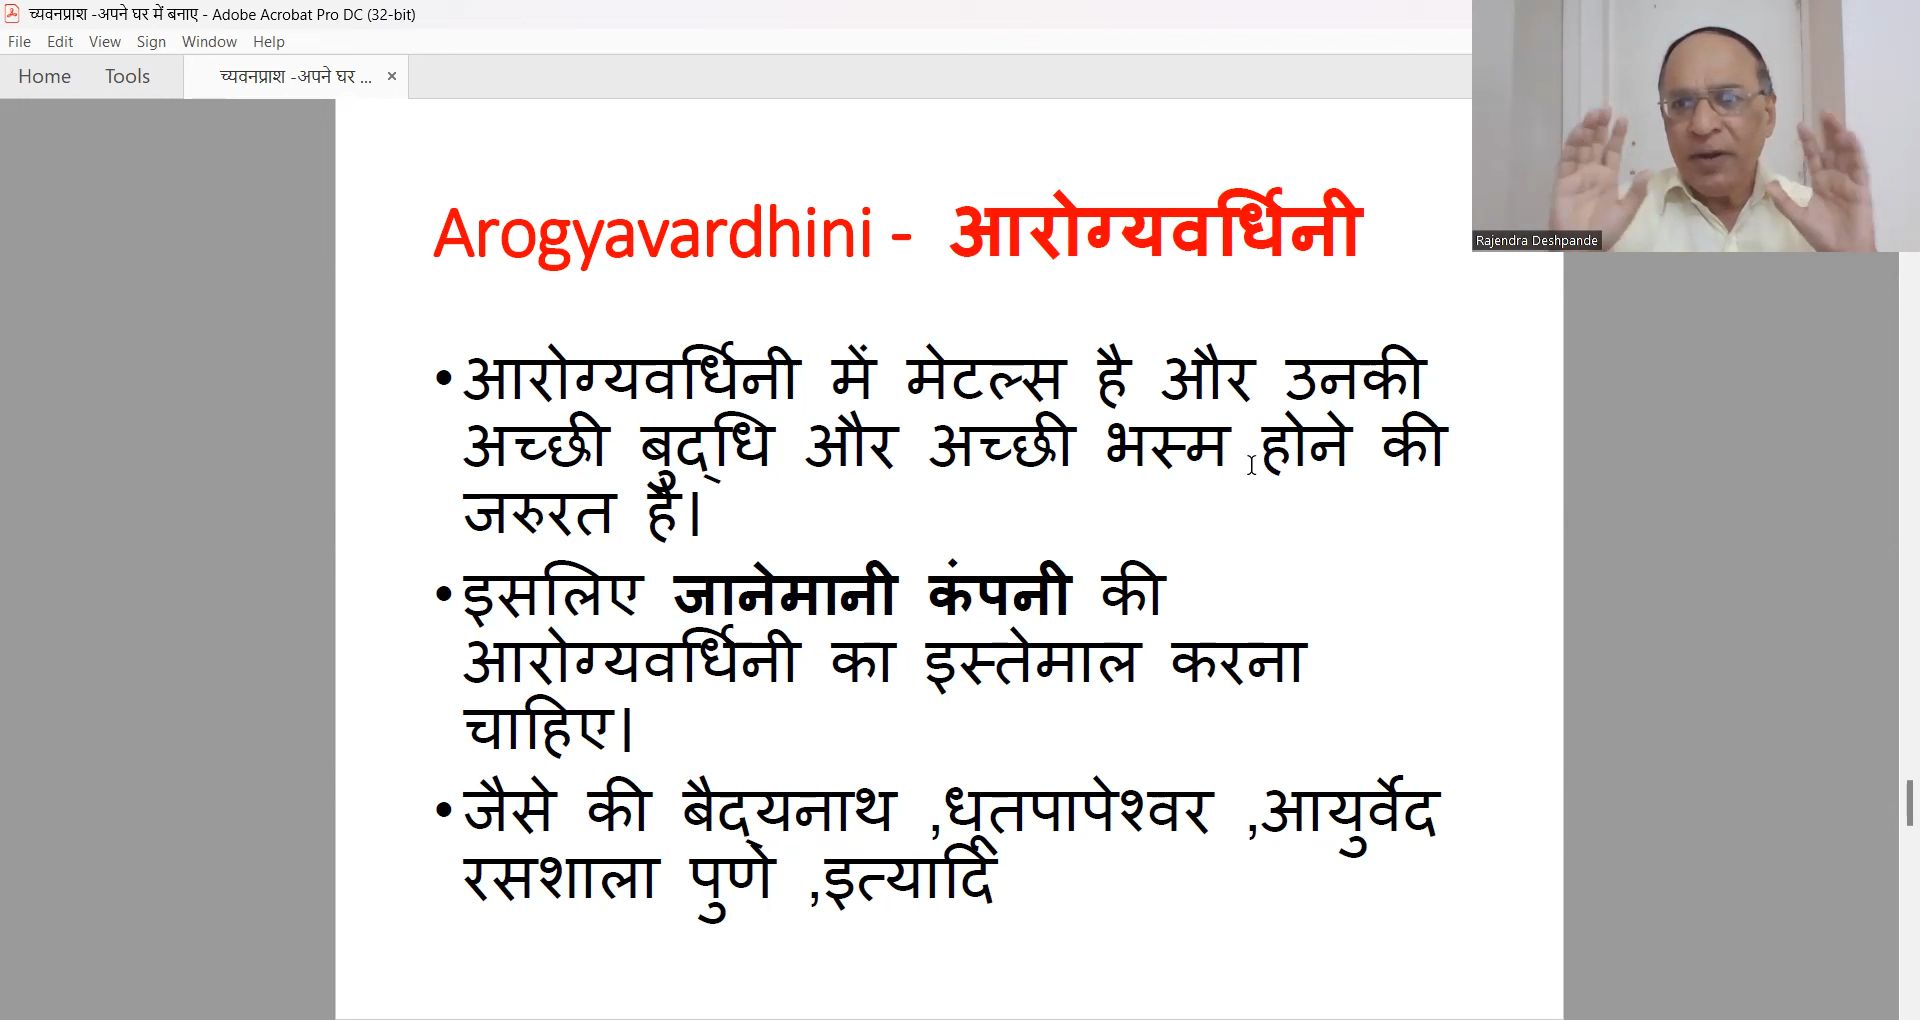 च्यवनप्राश -अपने घर में बनाए - Adobe Acrobat Pro DC (32-bit)
File Edit View Sign Window Help
Home Tools च्यवनप्राश -अपने घर ... ×
Rajendra Deshpande
Arogyavardhini - आरोग्यवर्धिनी
•आरोग्यवर्धिनी में मेटल्स है और उनकी
अच्छी बुद्धि और अच्छी भस्म होने की
जरुरत है।
•इसलिए जानेमानी कंपनी की
आरोग्यवर्धिनी का इस्तेमाल करना
चाहिए।
•जैसे की बैद्यनाथ ,धृतपापेश्वर ,आयुर्वेद
रसशाला पुणे ,इत्यादि